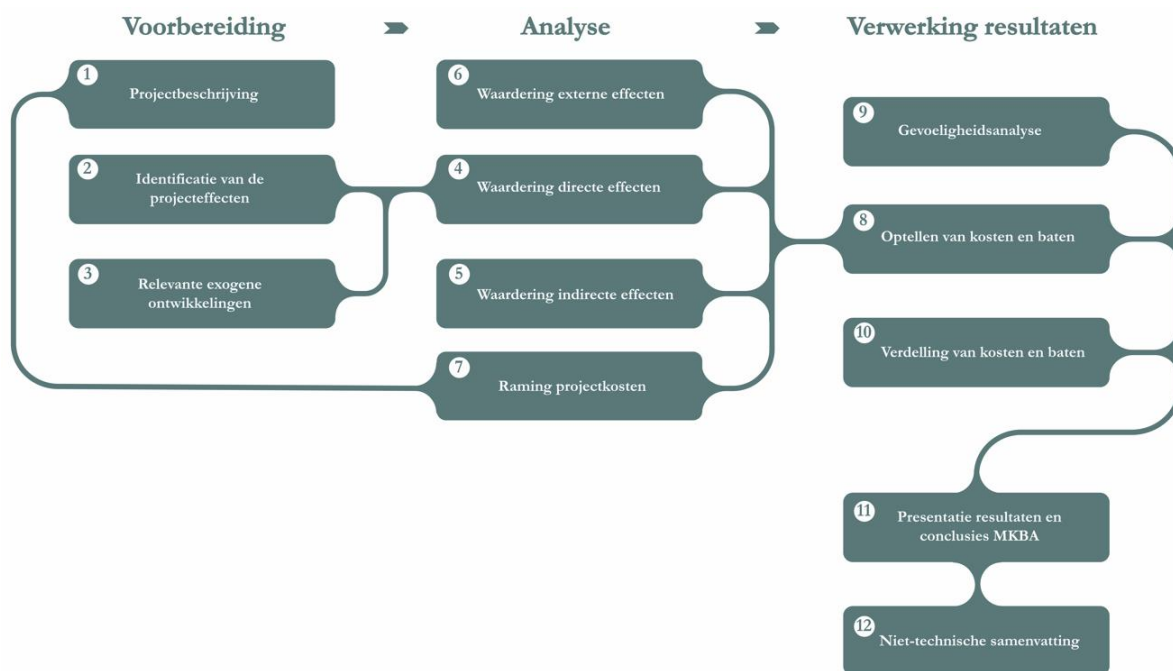 Voorbereiding
Analyse
Verwerking resultaten
1
Projectbeschrijving
2
Identificatie van de
projecteffecten
3
Relevante exogene
ontwikkelingen
6
Waardering externe effecten
4
Waardering directe effecten
5
Waardering indirecte effecten
7
Raming projectkosten
9
Gevoeligheidsanalyse
8
Optellen van kosten en baten
10
Verdelling van kosten en baten
11
Presentatie resultaten en
conclusies MKBA
12
Niet-technische samenvatting